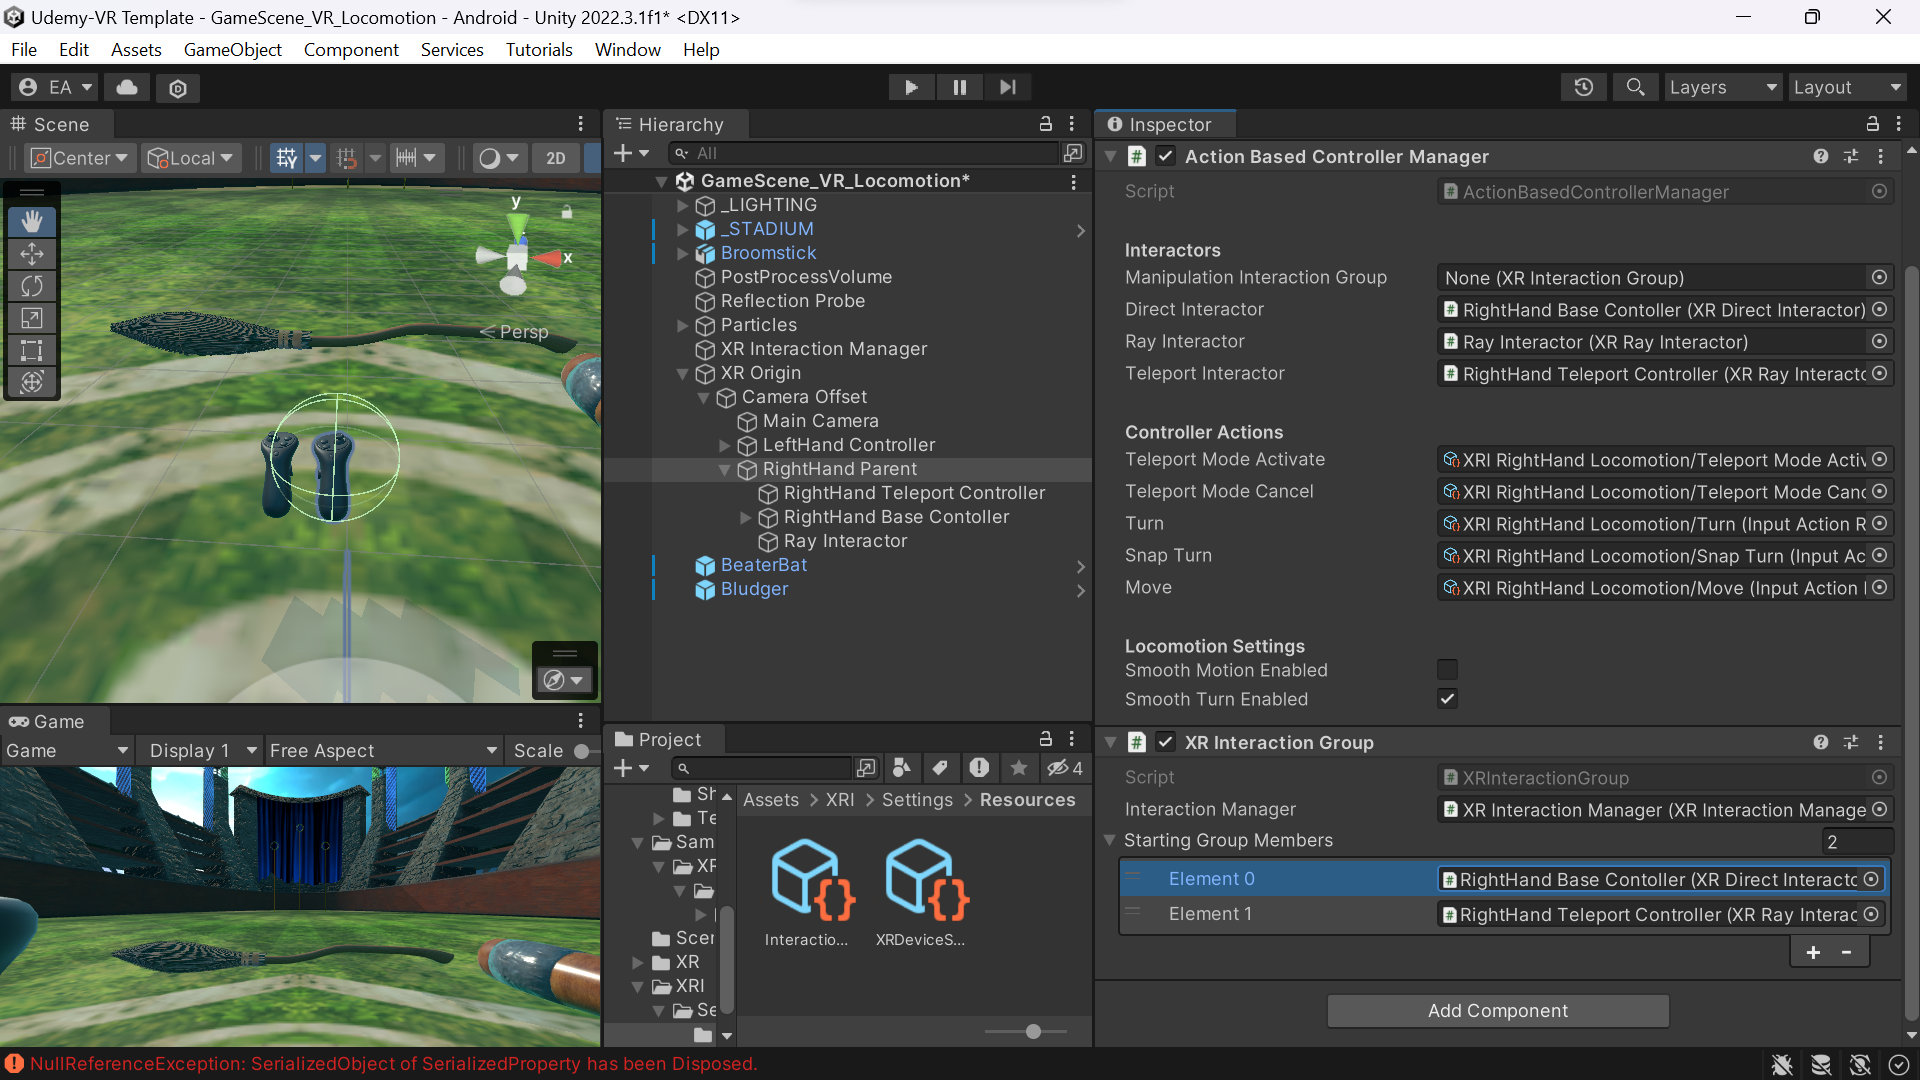 Udemy-VR Template - GameScene_VR_Locomotion - Android - Unity 2022.3.1f1* <DX11>
File Edit Assets GameObject Component Services Tutorials Window Help
EA Layers Layout
Scene
Center Local 2D
y
x
Persp
Game
Game Display 1 Free Aspect Scale
Hierarchy
All
GameScene_VR_Locomotion*
_LIGHTING
_STADIUM
Broomstick
PostProcessVolume
Reflection Probe
Particles
XR Interaction Manager
XR Origin
Camera Offset
Main Camera
LeftHand Controller
RightHand Parent
RightHand Teleport Controller
RightHand Base Contoller
Ray Interactor
BeaterBat
Bludger
Project
4
Sh
Te
Sam
XR
Scer
XR
XRI
Se
Assets > XRI > Settings > Resources
Interactio... XRDeviceS...
Inspector
Action Based Controller Manager
Script ActionBasedControllerManager
Interactors
Manipulation Interaction Group None (XR Interaction Group)
Direct Interactor RightHand Base Contoller (XR Direct Interactor)
Ray Interactor Ray Interactor (XR Ray Interactor)
Teleport Interactor RightHand Teleport Controller (XR Ray Interactc
Controller Actions
Teleport Mode Activate XRI RightHand Locomotion/Teleport Mode Activ
Teleport Mode Cancel XRI RightHand Locomotion/Teleport Mode Canc
Turn XRI RightHand Locomotion/Turn (Input Action R
Snap Turn XRI RightHand Locomotion/Snap Turn (Input Ac
Move XRI RightHand Locomotion/Move (Input Action
Locomotion Settings
Smooth Motion Enabled
Smooth Turn Enabled
XR Interaction Group
Script XRInteractionGroup
Interaction Manager XR Interaction Manager (XR Interaction Manage
Starting Group Members 2
Element 0 RightHand Base Contoller (XR Direct Interactc
Element 1 RightHand Teleport Controller (XR Ray Interac
+ -
Add Component
NullReferenceException: SerializedObject of SerializedProperty has been Disposed.